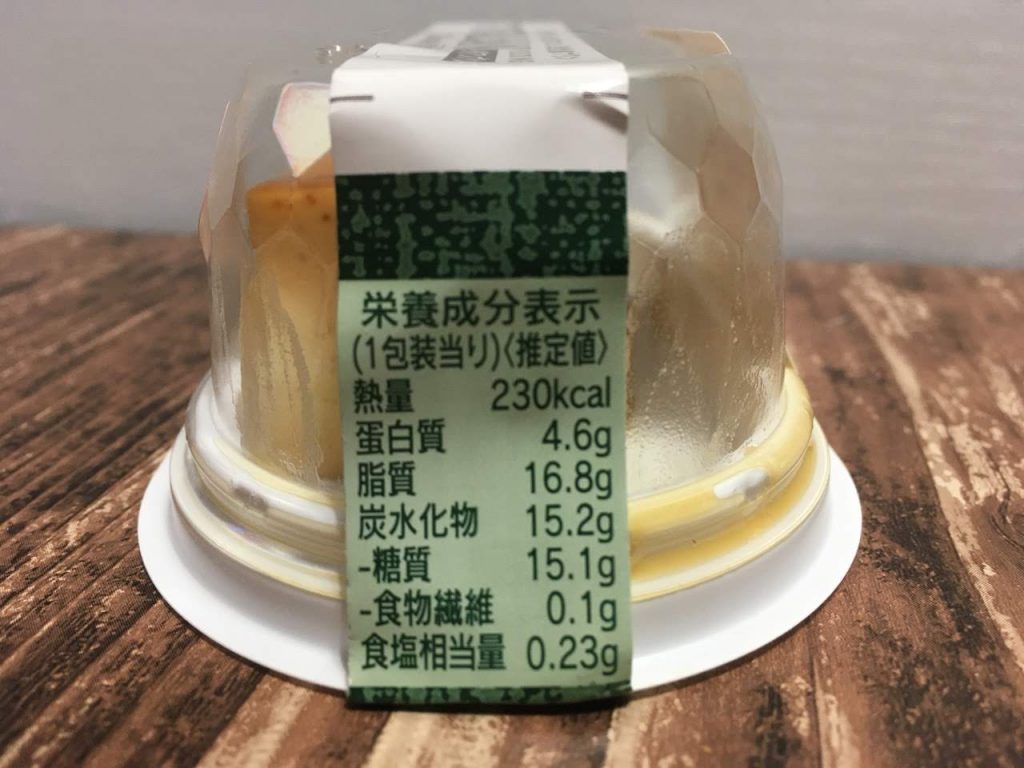 栄養成分表示
(1包装当り)〈推定値〉
熱量 230kcal
蛋白質 4.6g
脂質 16.8g
炭水化物 15.2g
-糖質 15.1g
-食物繊維 0.1g
食塩相当量 0.23g